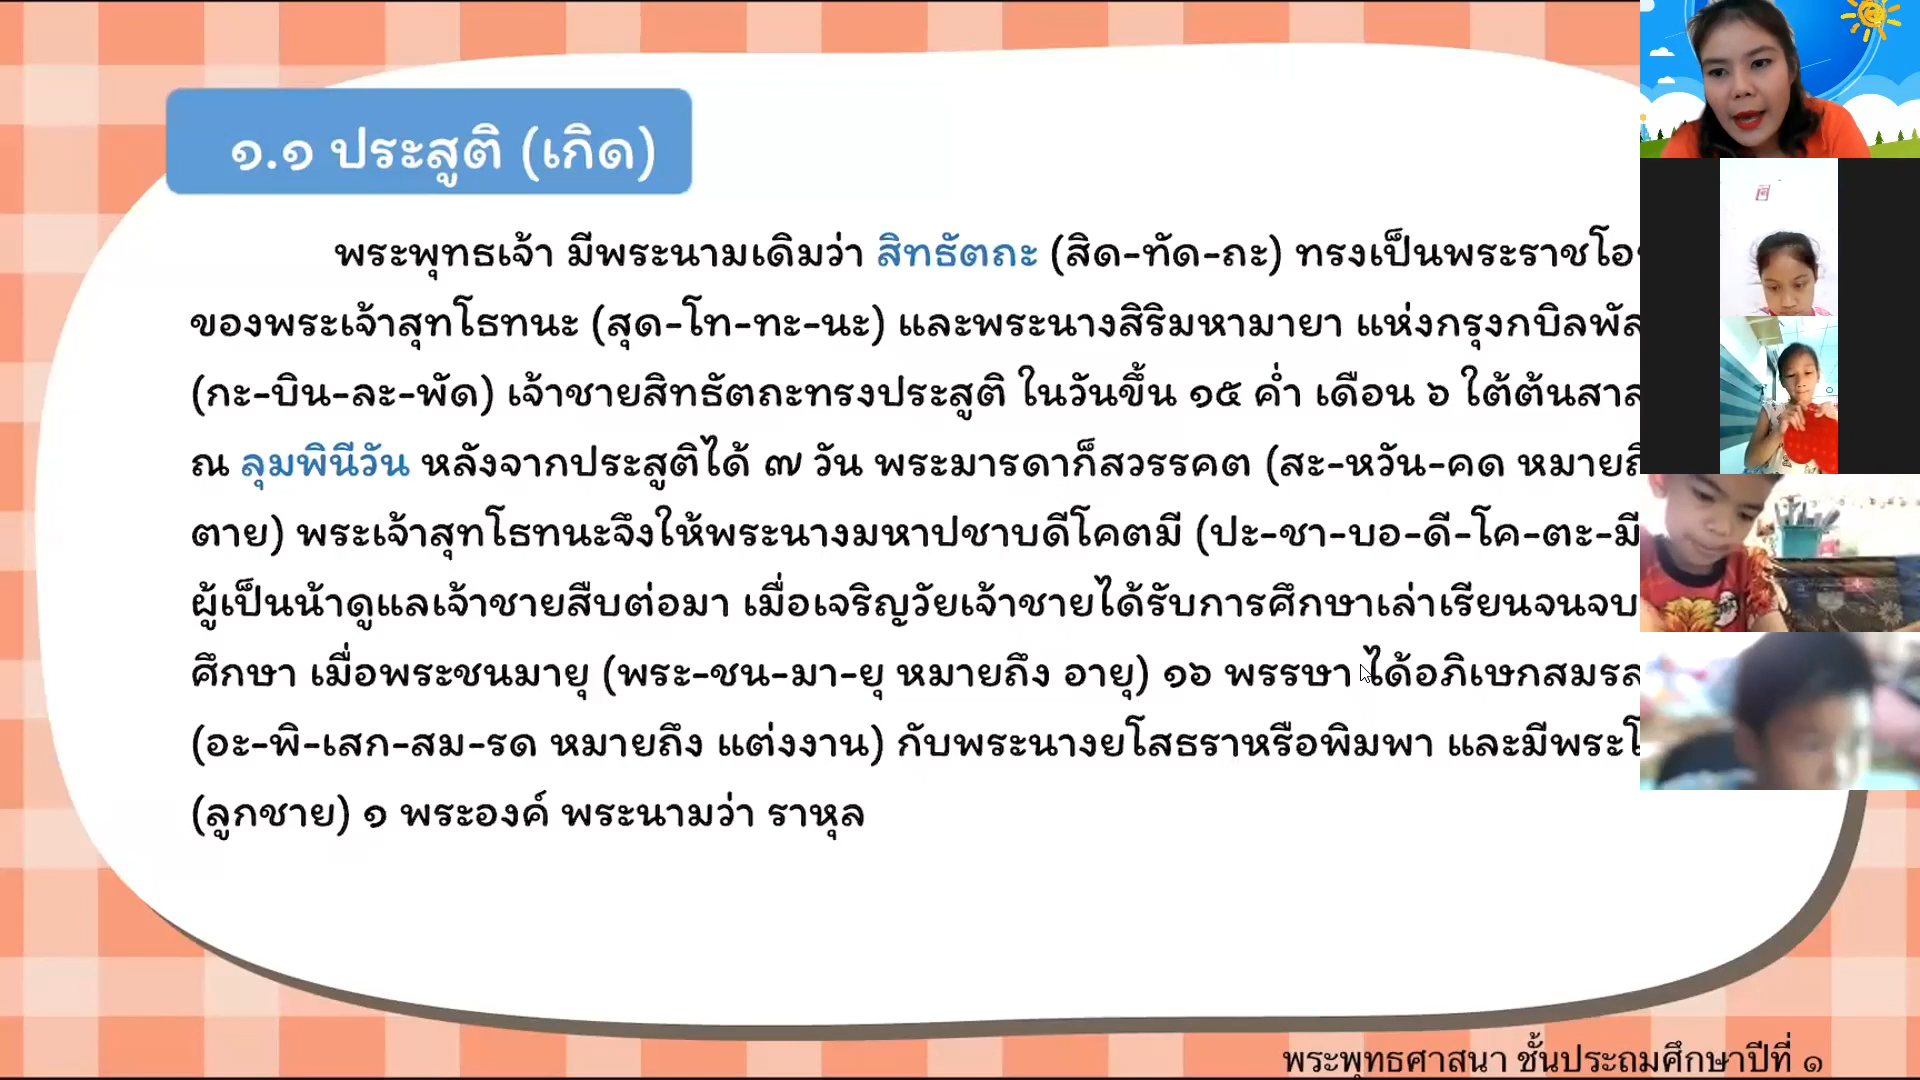 ๑.๑ ประสูติ (เกิด)
พระพุทธเจ้า มีพระนามเดิมว่า สิทธัตถะ (สิด-ทัด-ถะ) ทรงเป็นพระราชโอ
ของพระเจ้าสุทโธทนะ (สุด-โท-ทะ-นะ) และพระนางสิริมหามายา แห่งกรุงกบิลพัส
(กะ-บิน-ละ-พัด) เจ้าชายสิทธัตถะทรงประสูติ ในวันขึ้น ๑๕ ค่ำ เดือน ๖ ใต้ต้นสาล
ณ ลุมพินีวัน หลังจากประสูติได้ ๗ วัน พระมารดาก็สวรรคต (สะ-หวัน-คด หมายถึ
ตาย) พระเจ้าสุทโธทนะจึงให้พระนางมหาปชาบดีโคตมี (ปะ-ชา-บอ-ดี-โค-ตะ-มี
ผู้เป็นน้าดูแลเจ้าชายสืบต่อมา เมื่อเจริญวัยเจ้าชายได้รับการศึกษาเล่าเรียนจนจบ
ศึกษา เมื่อพระชนมายุ (พระ-ชน-มา-ยุ หมายถึง อายุ) ๑๖ พรรษา ได้อภิเษกสมรส
(อะ-พิ-เสก-สม-รด หมายถึง แต่งงาน) กับพระนางยโสธราหรือพิมพา และมีพระโ
(ลูกชาย) ๑ พระองค์ พระนามว่า ราหุล
พระพุทธศาสนา ชั้นประถมศึกษาปีที่ ๑